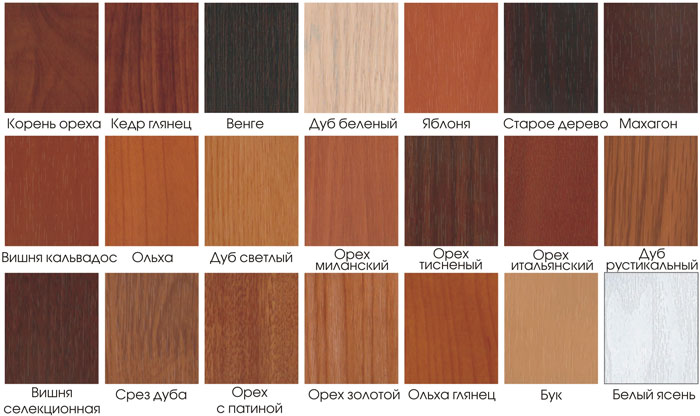 Корень ореха
Кедр глянец
Венге
Дуб беленый
Яблоня
Старое дерево
Махагон
Вишня кальвадос
Ольха
Дуб светлый
Орех
миланский
Орех
тисненый
Орех
итальянский
Дуб
рустикальный
Вишня
селекционная
Срез дуба
Орех
с патиной
Орех золотой
Ольха глянец
Бук
Белый ясень